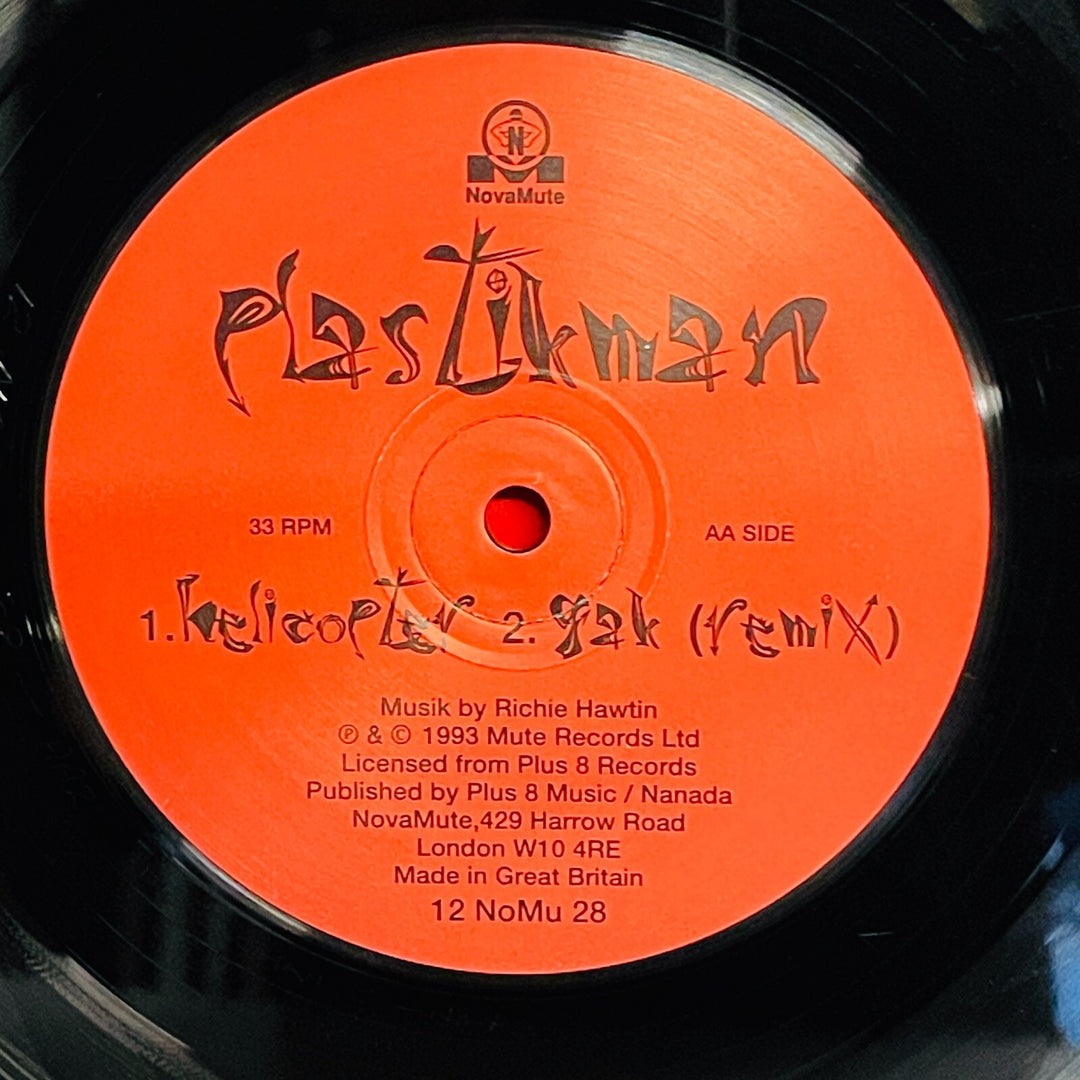 N
NovaMute
plastikman
33 RPM
AA SIDE
1. helicopter 2. gak (remix)
Musik by Richie Hawtin
℗ & © 1993 Mute Records Ltd
Licensed from Plus 8 Records
Published by Plus 8 Music / Nanada
NovaMute,429 Harrow Road
London W10 4RE
Made in Great Britain
12 NoMu 28